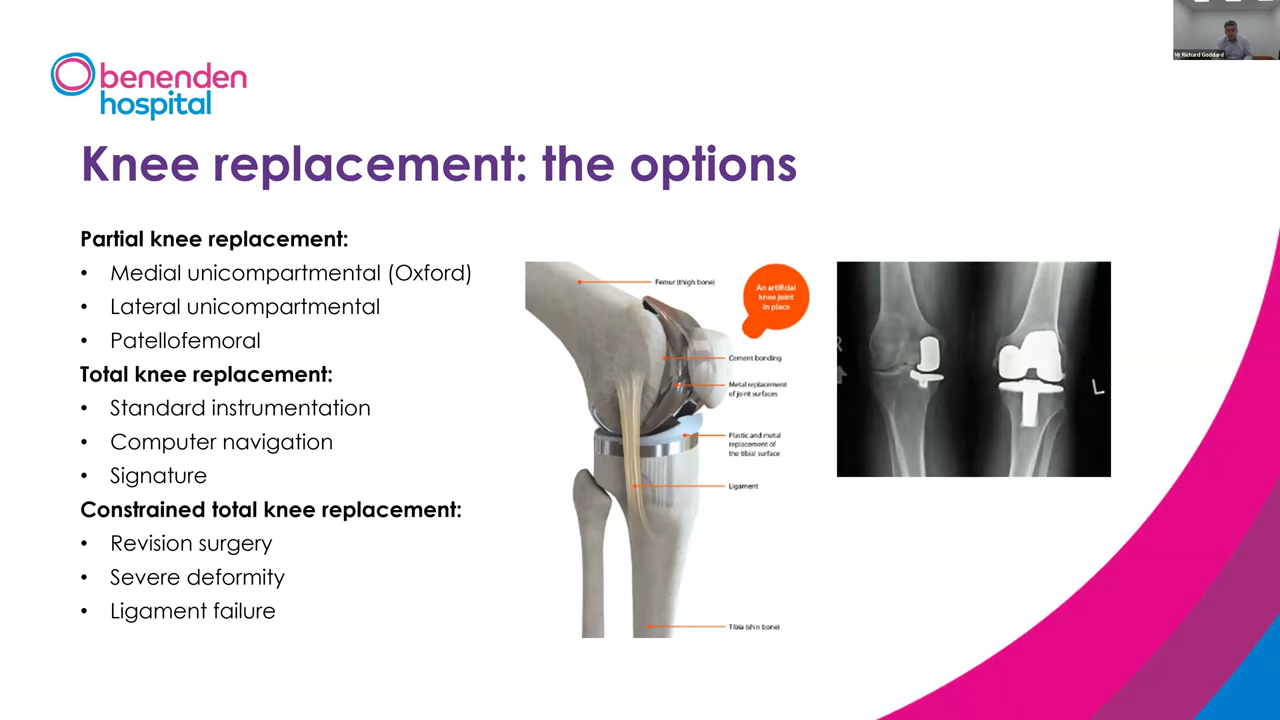 Mr Richard Goddard
benenden
hospital
Knee replacement: the options
Partial knee replacement:
• Medial unicompartmental (Oxford)
• Lateral unicompartmental
• Patellofemoral
Total knee replacement:
• Standard instrumentation
• Computer navigation
• Signature
Constrained total knee replacement:
• Revision surgery
• Severe deformity
• Ligament failure
Femur (thigh bone)
An artificial
knee joint
in place
Cement bonding
Metal replacement
of joint surfaces
Plastic and metal
replacement of
the tibial surface
Ligament
Tibia (shin bone)
R
L